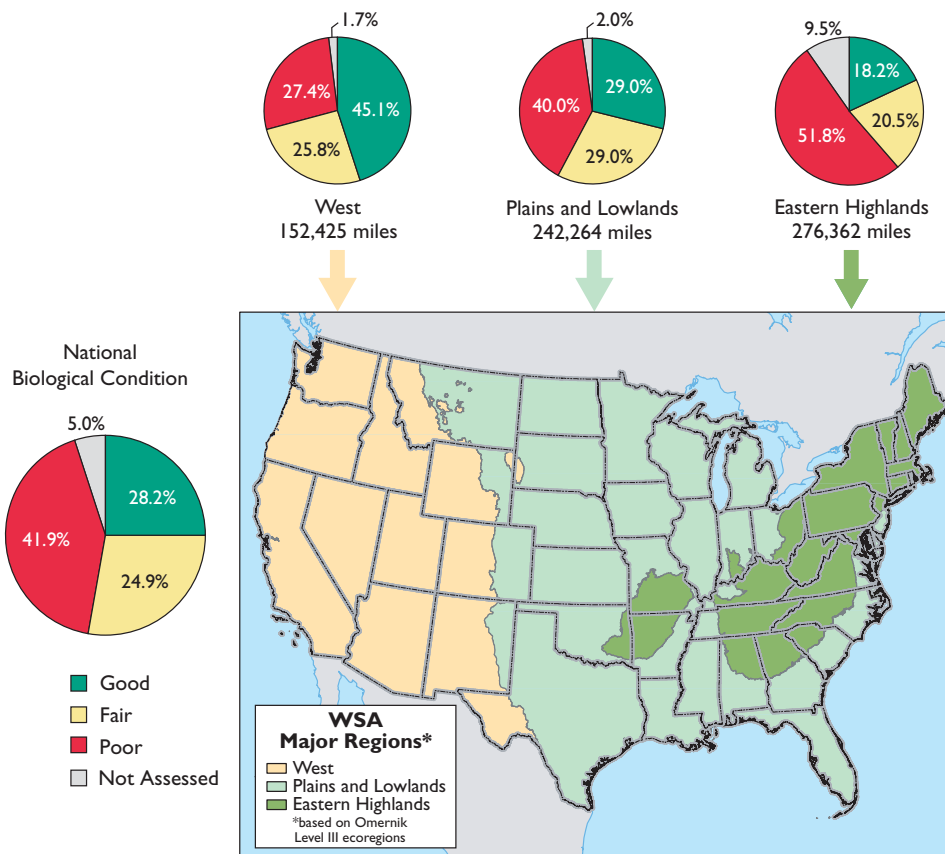 1.7%
27.4%
45.1%
25.8%
West
152,425 miles
2.0%
40.0%
29.0%
29.0%
Plains and Lowlands
242,264 miles
9.5%
18.2%
20.5%
51.8%
Eastern Highlands
276,362 miles
National
Biological Condition
5.0%
28.2%
41.9%
24.9%
Good
Fair
Poor
Not Assessed
WSA
Major Regions*
West
Plains and Lowlands
Eastern Highlands
*based on Omernik
Level III ecoregions